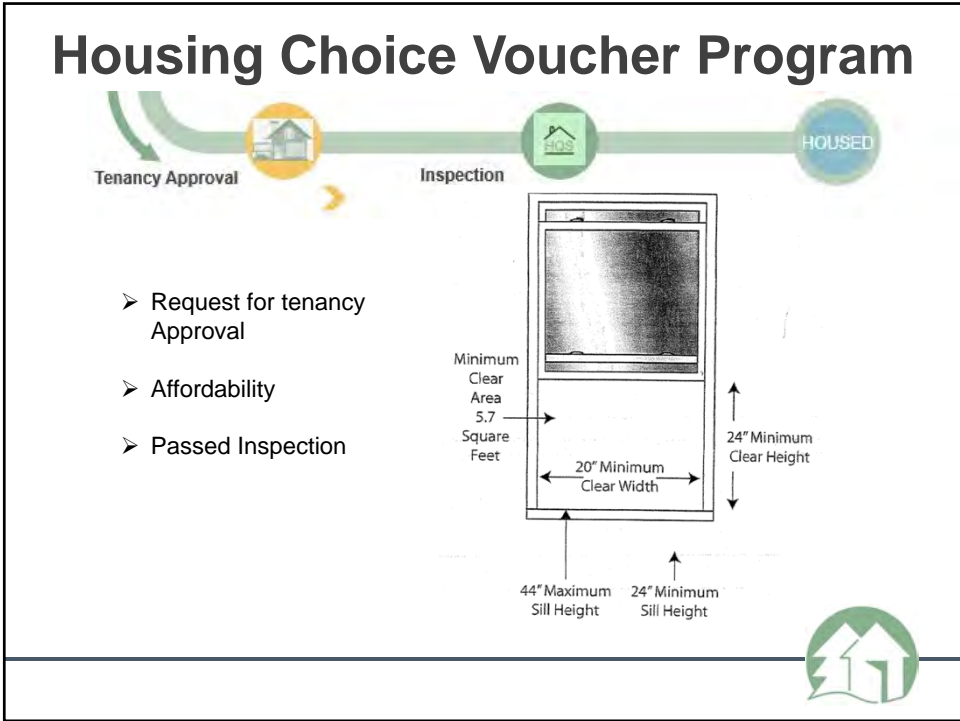 Housing Choice Voucher Program
HOUSED
HQS
Tenancy Approval
Inspection
➢ Request for tenancy
Approval
➢ Affordability
➢ Passed Inspection
Minimum
Clear
Area
5.7
Square
Feet
24" Minimum
Clear Height
20" Minimum
Clear Width
44" Maximum
Sill Height
24" Minimum
Sill Height